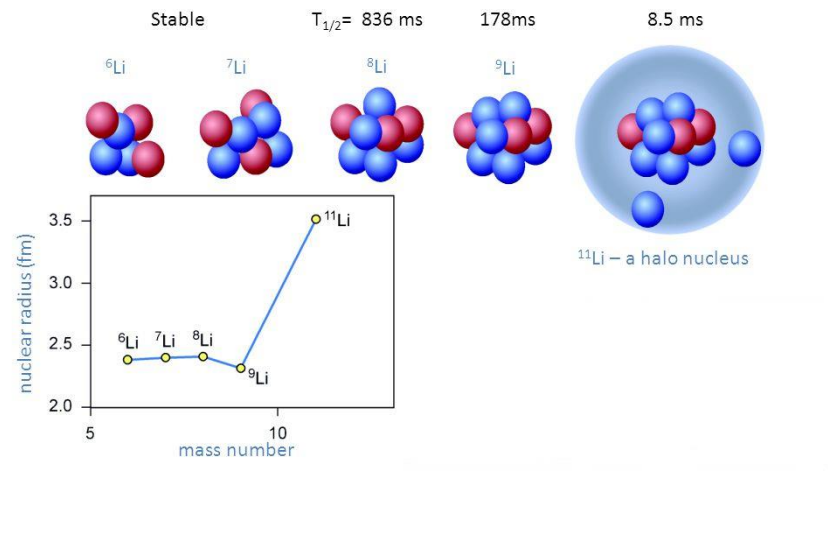 Stable
T1/2= 836 ms
178ms
8.5 ms
6Li
7Li
8Li
9Li
11Li – a halo nucleus
nuclear radius (fm)
3.5
3.0
2.5
2.0
11Li
6Li
7Li
8Li
9Li
5
10
mass number